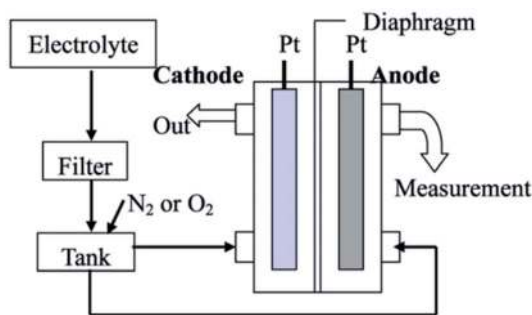 Electrolyte
Pt
Pt
Diaphragm
Cathode
Anode
Out
Filter
Measurement
N₂ or O₂
Tank